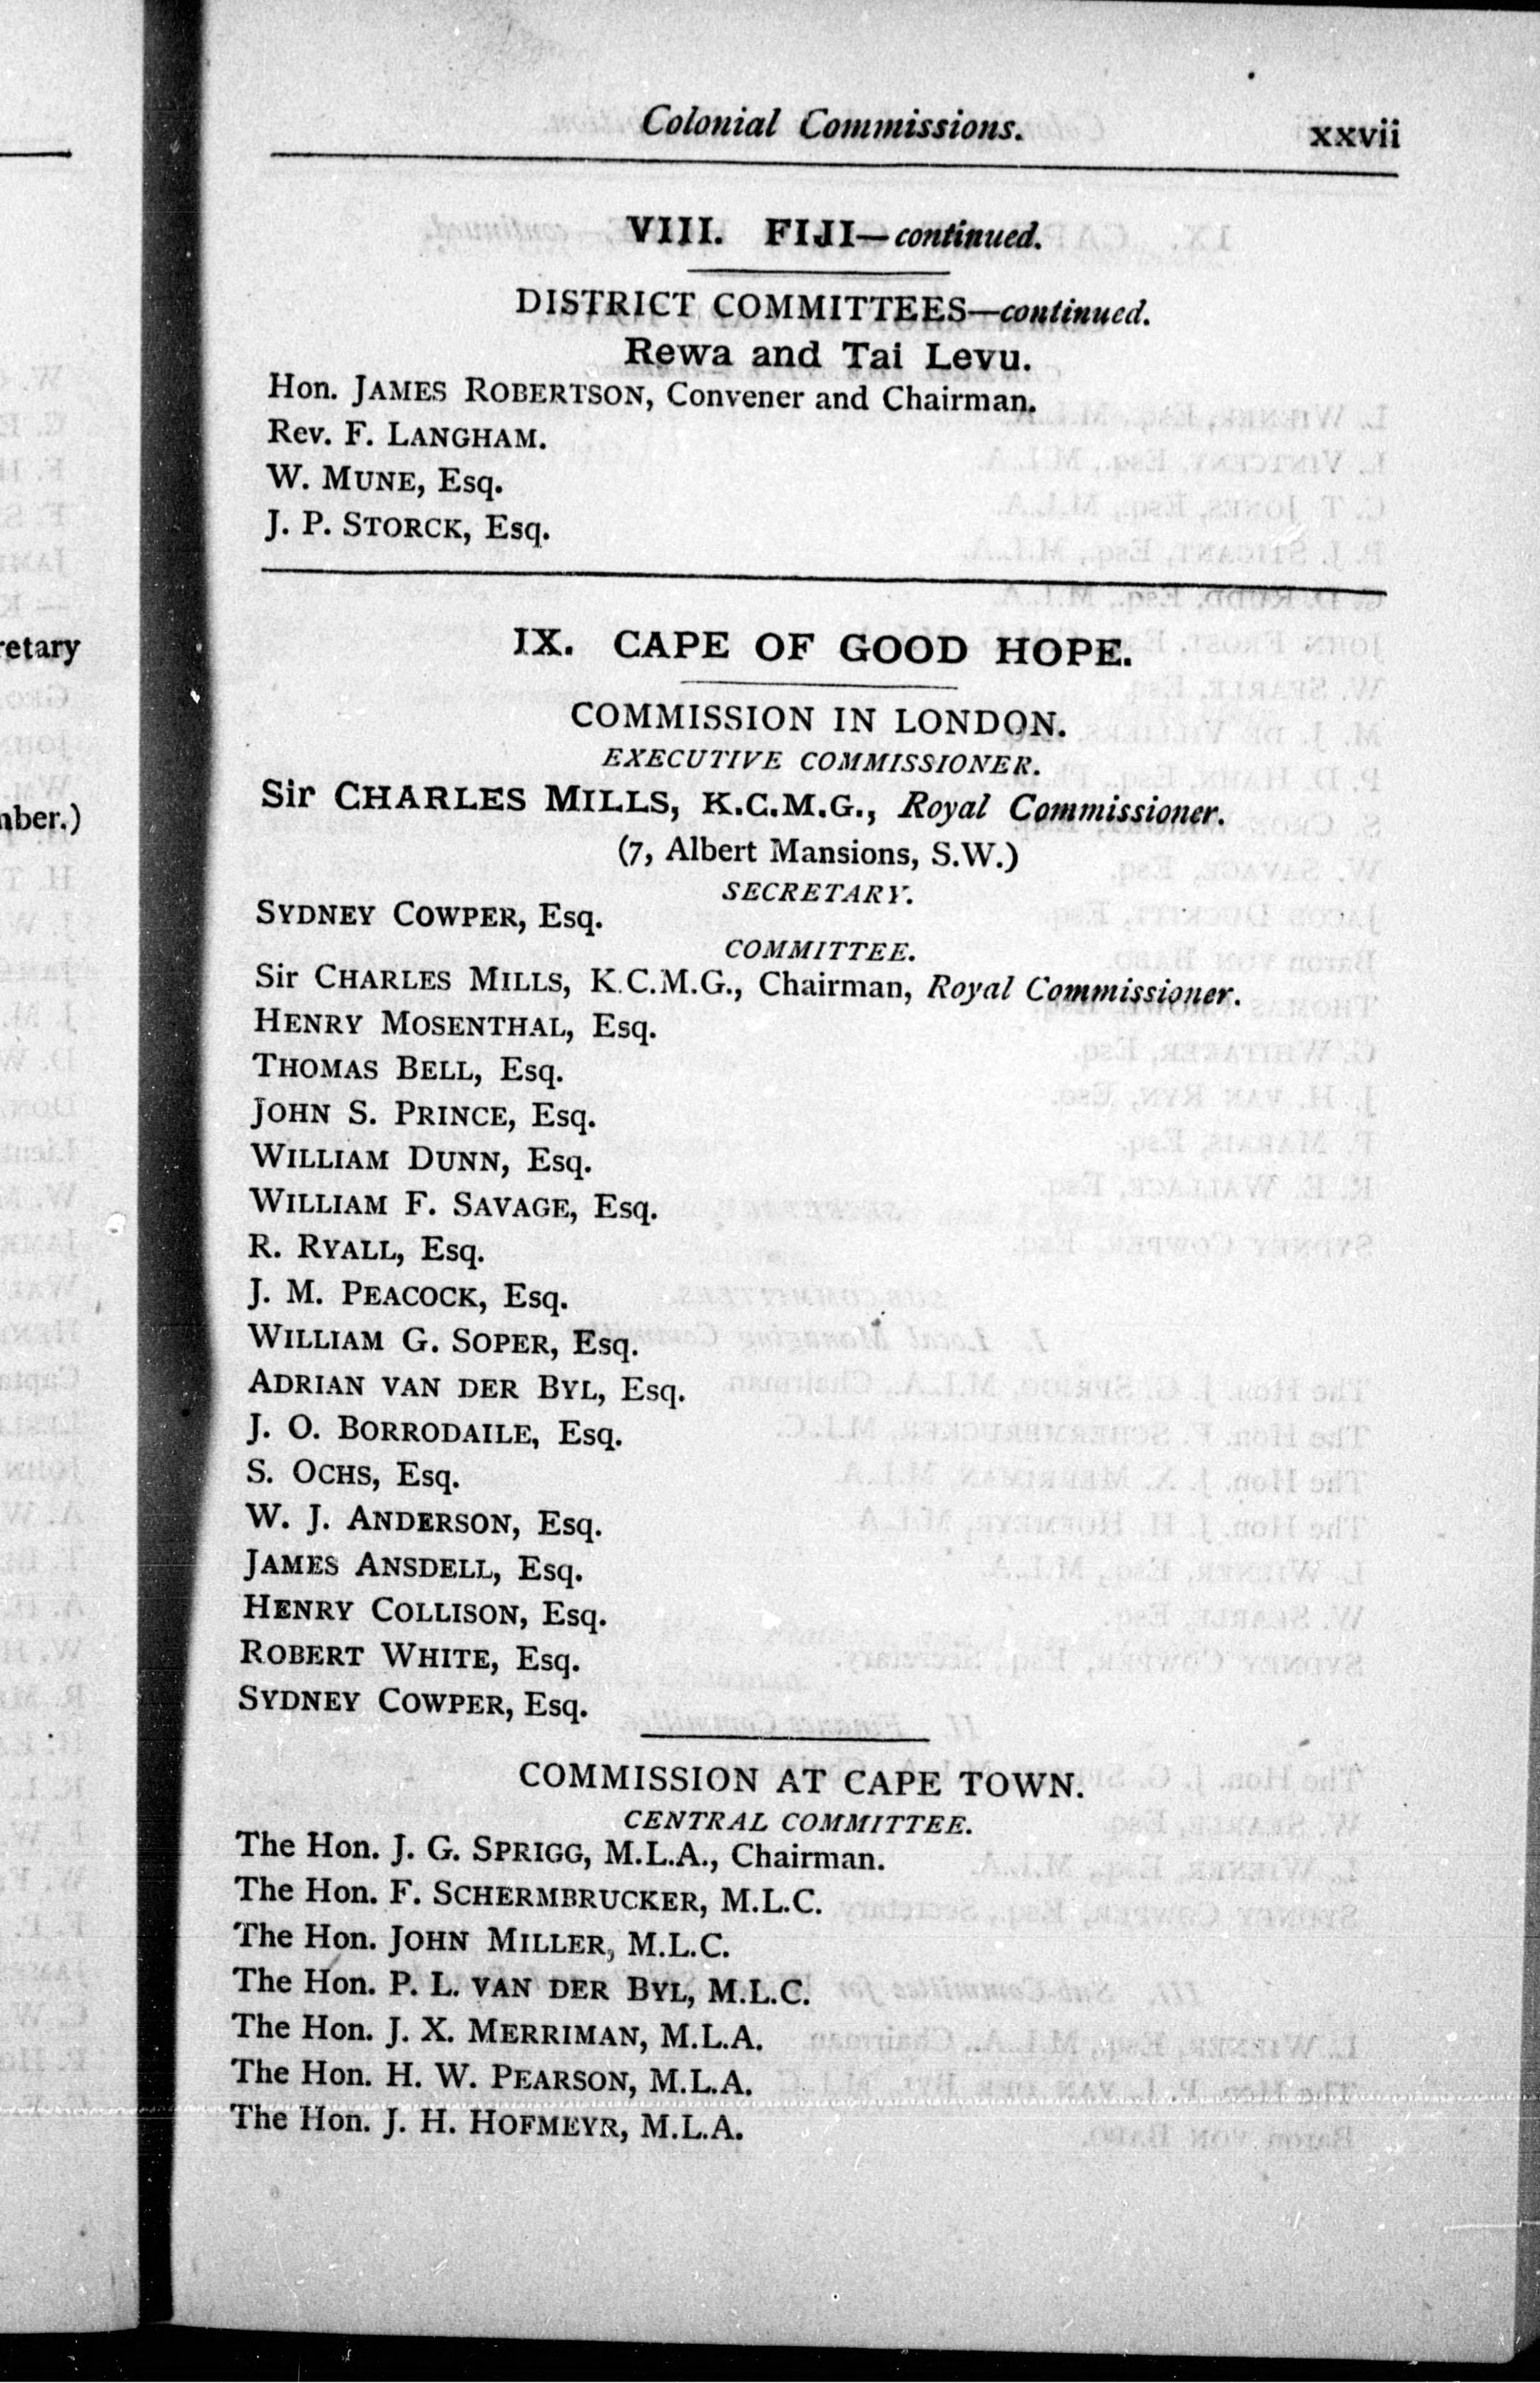 Colonial Commissions. xxvii
VIII. FIJI—continued.
DISTRICT COMMITTEES—continued.
Rewa and Tai Levu.
Hon. JAMES ROBERTSON, Convener and Chairman.
Rev. F. LANGHAM.
W. MUNE, Esq.
J. P. STORCK, Esq.
IX. CAPE OF GOOD HOPE.
COMMISSION IN LONDON.
EXECUTIVE COMMISSIONER.
Sir CHARLES MILLS, K.C.M.G., Royal Commissioner.
(7, Albert Mansions, S.W.)
SECRETARY.
SYDNEY COWPER, Esq.
COMMITTEE.
Sir CHARLES MILLS, K.C.M.G., Chairman, Royal Commissioner.
HENRY MOSENTHAL, Esq.
THOMAS BELL, Esq.
JOHN S. PRINCE, Esq.
WILLIAM DUNN, Esq.
WILLIAM F. SAVAGE, Esq.
R. RYALL, Esq.
J. M. PEACOCK, Esq.
WILLIAM G. SOPER, Esq.
ADRIAN VAN DER BYL, Esq.
J. O. BORRODAILE, Esq.
S. OCHS, Esq.
W. J. ANDERSON, Esq.
JAMES ANSDELL, Esq.
HENRY COLLISON, Esq.
ROBERT WHITE, Esq.
SYDNEY COWPER, Esq.
COMMISSION AT CAPE TOWN.
CENTRAL COMMITTEE.
The Hon. J. G. SPRIGG, M.L.A., Chairman.
The Hon. F. SCHERMBRUCKER, M.L.C.
The Hon. JOHN MILLER, M.L.C.
The Hon. P. L. VAN DER BYL, M.L.C.
The Hon. J. X. MERRIMAN, M.L.A.
The Hon. H. W. PEARSON, M.L.A.
The Hon. J. H. HOFMEYR, M.L.A.